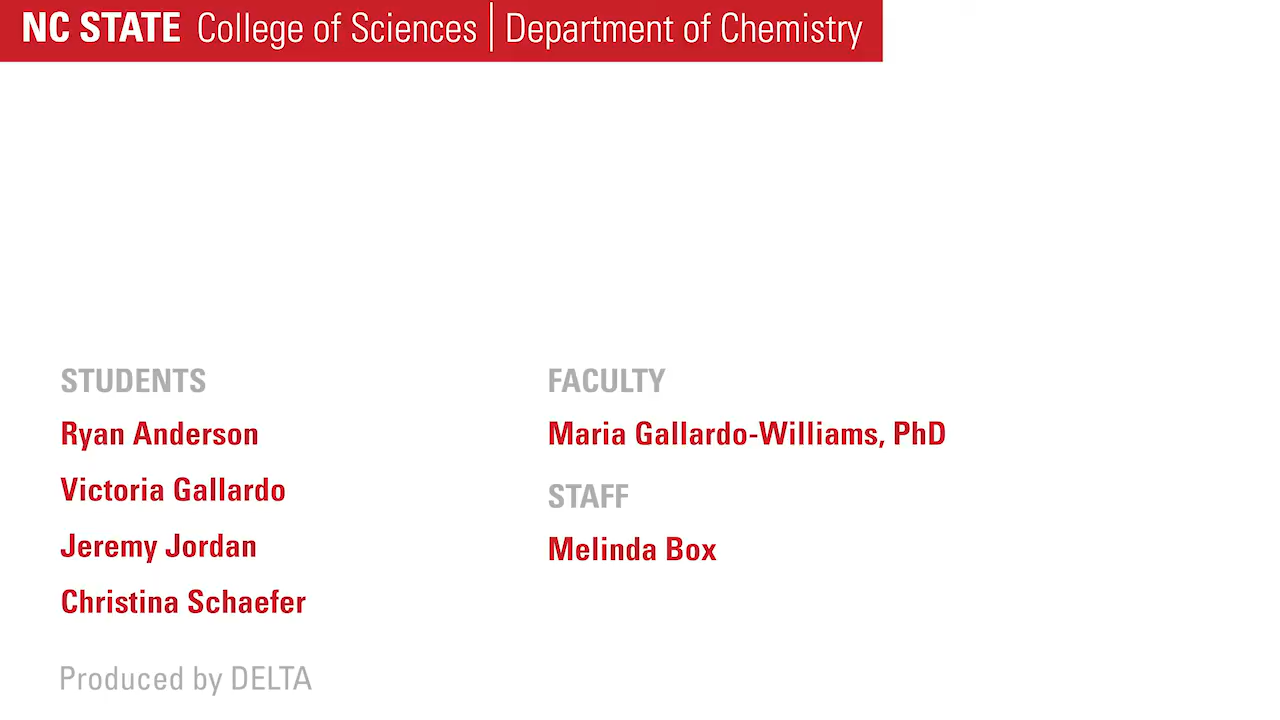 NC STATE College of Sciences | Department of Chemistry
STUDENTS
Ryan Anderson
Victoria Gallardo
Jeremy Jordan
Christina Schaefer
FACULTY
Maria Gallardo-Williams, PhD
STAFF
Melinda Box
Produced by DELTA